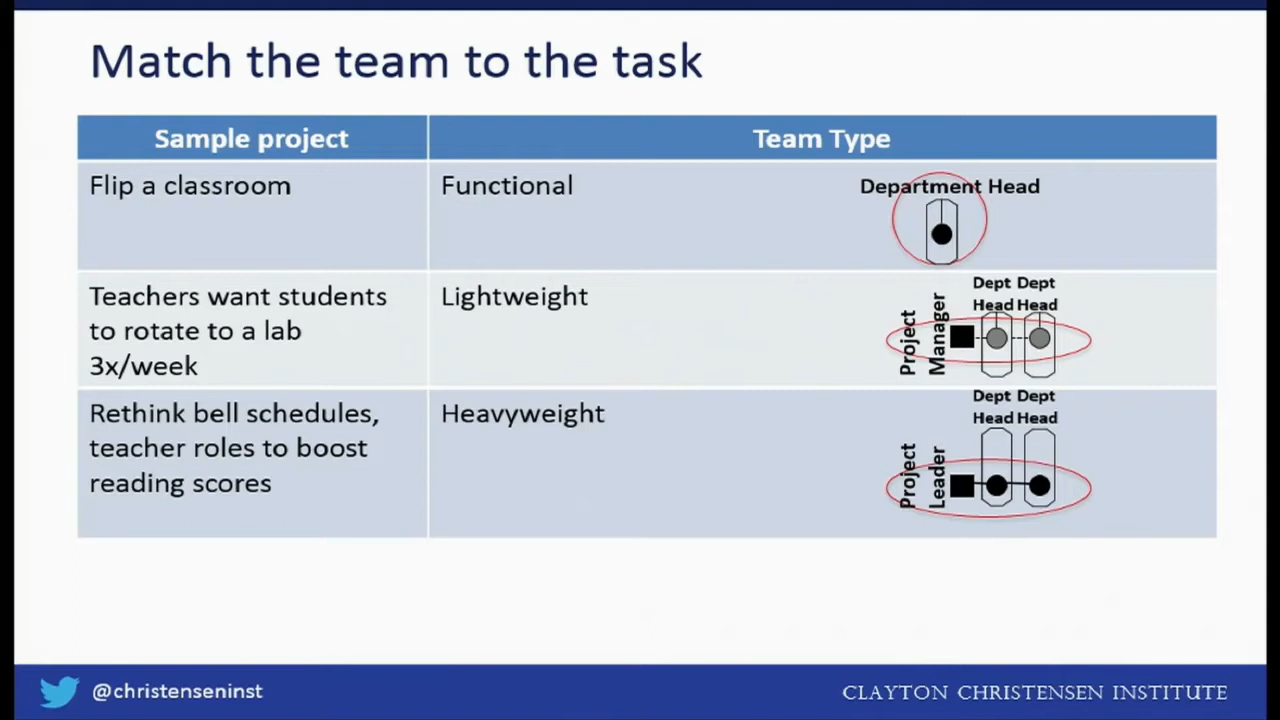 Match the team to the task
Sample project
Team Type
Flip a classroom
Functional
Department Head
Teachers want students
to rotate to a lab
3x/week
Lightweight
Dept Dept
Head Head
Project
Manager
Rethink bell schedules,
teacher roles to boost
reading scores
Heavyweight
Dept Dept
Head Head
Project
Leader
@christenseninst
CLAYTON CHRISTENSEN INSTITUTE